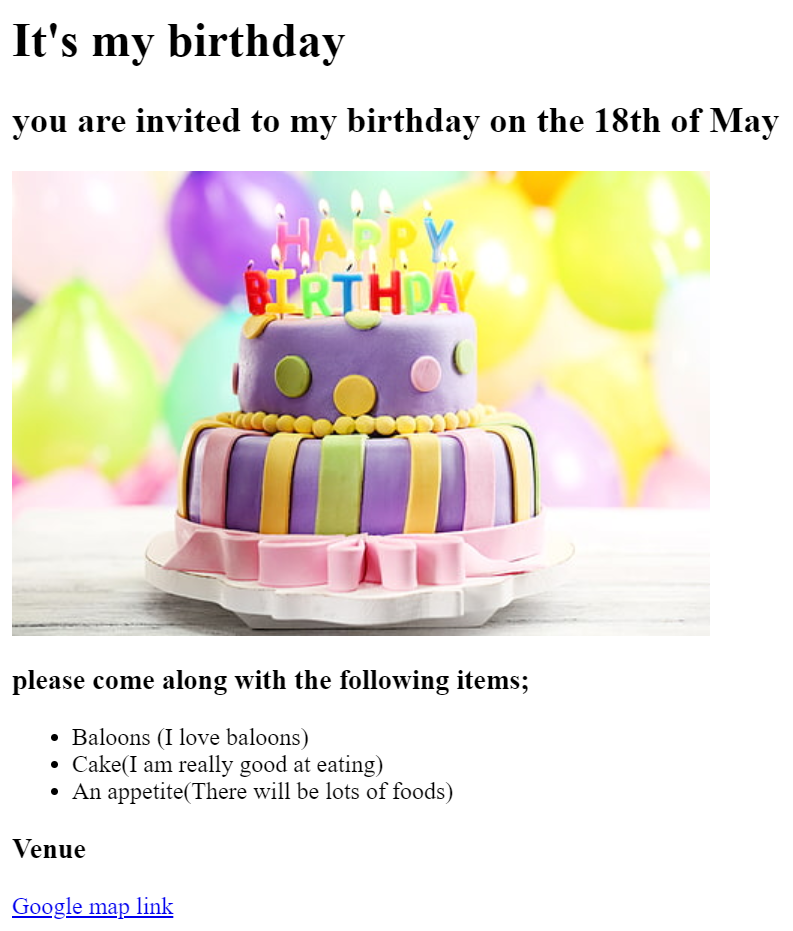 It's my birthday
you are invited to my birthday on the 18th of May
HAPPY
BIRTHDAY
please come along with the following items;
Baloons (I love baloons)
Cake(I am really good at eating)
An appetite(There will be lots of foods)
Venue
Google map link